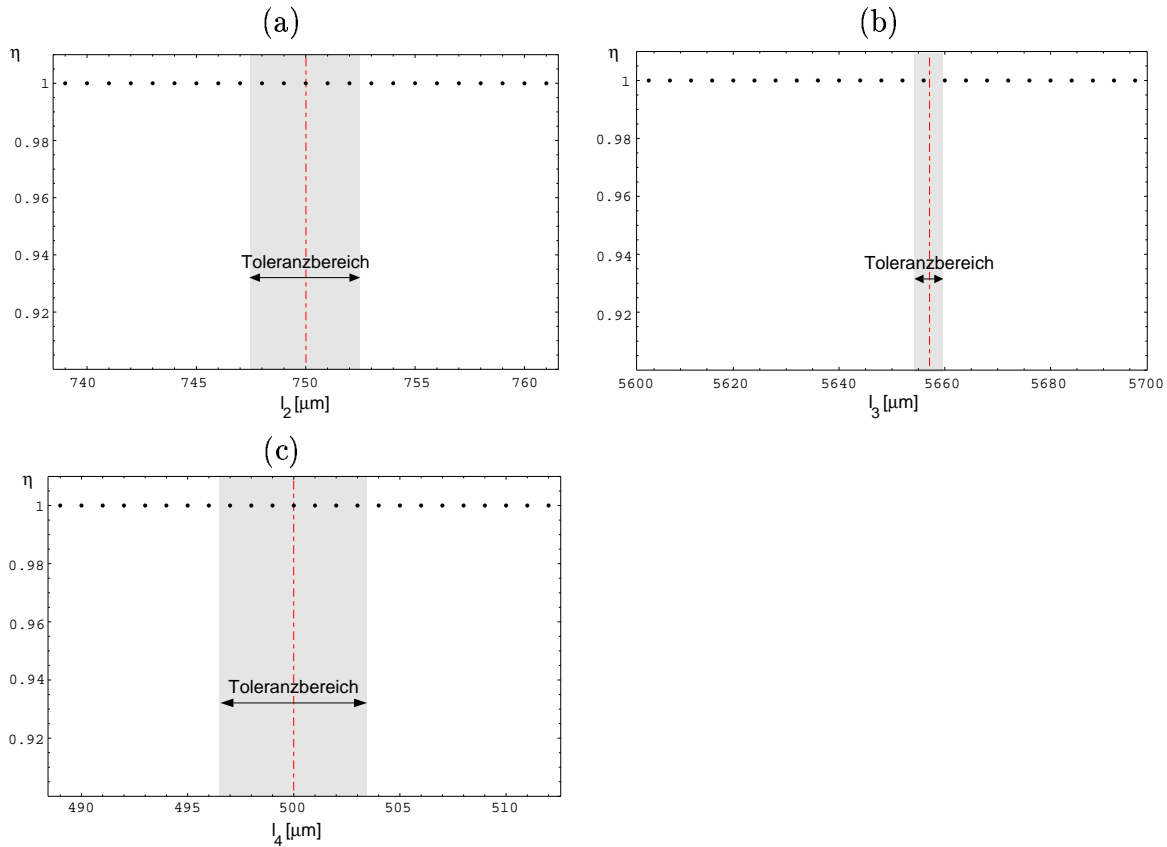 (a)
η
1
0.98
0.96
0.94
0.92
Toleranzbereich
740 745 750 755 760
l2 [μm]
(b)
η
1
0.98
0.96
0.94
0.92
Toleranzbereich
5600 5620 5640 5660 5680 5700
l3 [μm]
(c)
η
1
0.98
0.96
0.94
0.92
Toleranzbereich
490 495 500 505 510
l4 [μm]